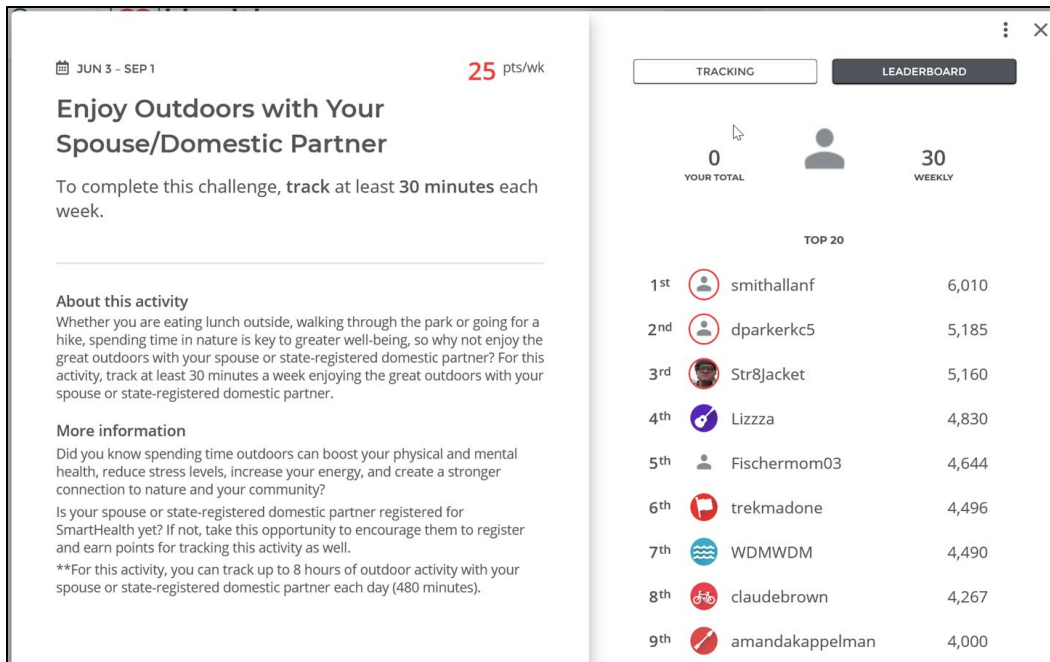 JUN 3 – SEP 1
25 pts/wk
Enjoy Outdoors with Your
Spouse/Domestic Partner
To complete this challenge, track at least 30 minutes each
week.
About this activity
Whether you are eating lunch outside, walking through the park or going for a
hike, spending time in nature is key to greater well-being, so why not enjoy the
great outdoors with your spouse or state-registered domestic partner? For this
activity, track at least 30 minutes a week enjoying the great outdoors with your
spouse or state-registered domestic partner.
More information
Did you know spending time outdoors can boost your physical and mental
health, reduce stress levels, increase your energy, and create a stronger
connection to nature and your community?
Is your spouse or state-registered domestic partner registered for
SmartHealth yet? If not, take this opportunity to encourage them to register
and earn points for tracking this activity as well.
**For this activity, you can track up to 8 hours of outdoor activity with your
spouse or state-registered domestic partner each day (480 minutes).
TRACKING
LEADERBOARD
0
YOUR TOTAL
30
WEEKLY
TOP 20
1st smithallanf 6,010
2nd dparkerkc5 5,185
3rd Str8Jacket 5,160
4th Lizzza 4,830
5th Fischermom03 4,644
6th trekmadone 4,496
7th WDMWDM 4,490
8th claudebrown 4,267
9th amandakappelman 4,000